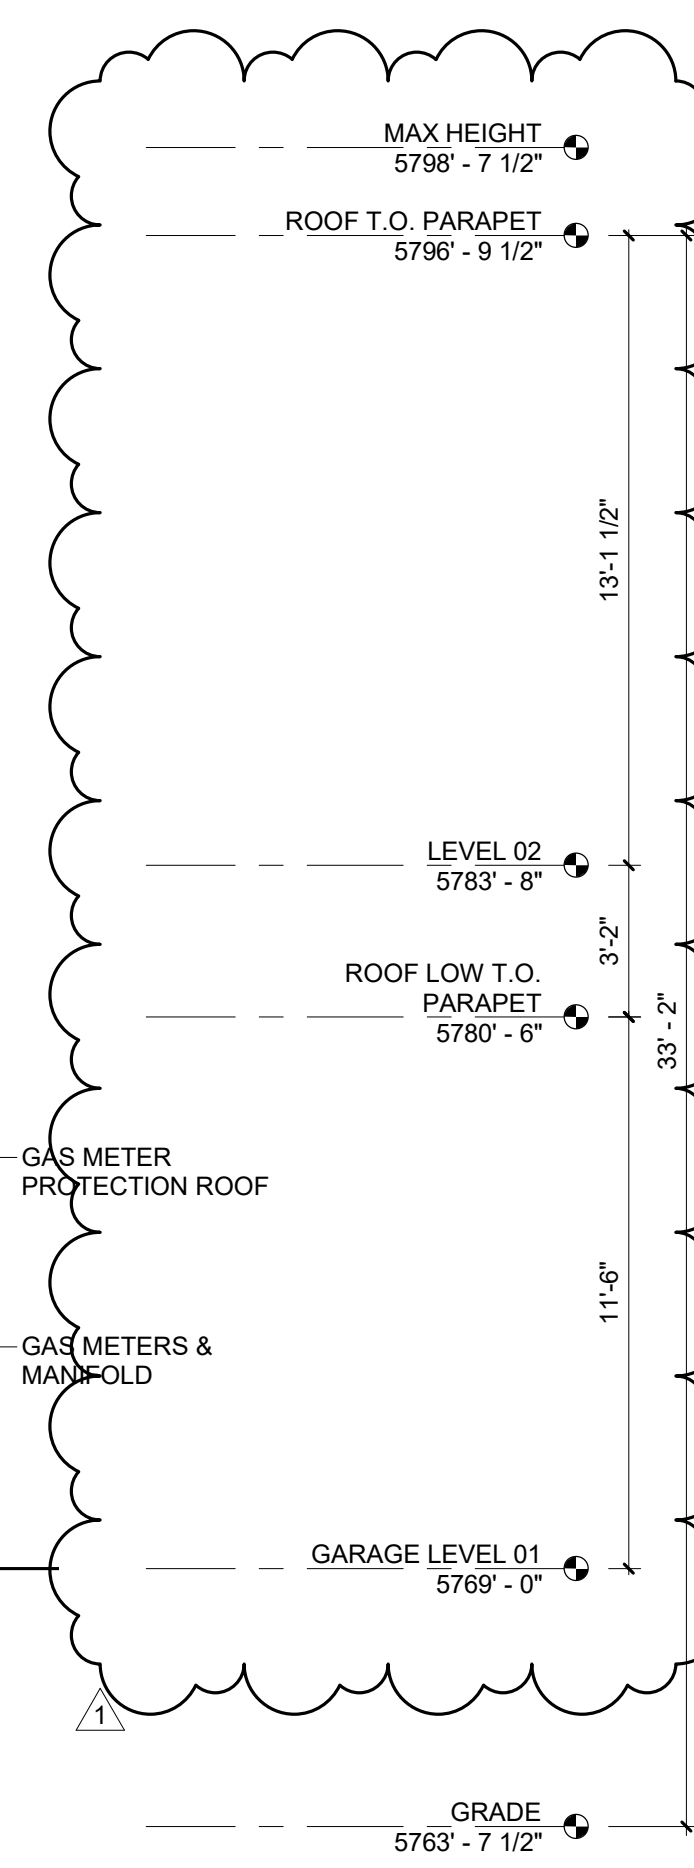 MAX HEIGHT
5798' - 7 1/2"
ROOF T.O. PARAPET
5796' - 9 1/2"
13'-1 1/2"
LEVEL 02
5783' - 8"
3'-2"
ROOF LOW T.O.
PARAPET
5780' - 6"
33' - 2"
GAS METER
PROTECTION ROOF
11'-6"
GAS METERS &
MANIFOLD
GARAGE LEVEL 01
5769' - 0"
1
GRADE
5763' - 7 1/2"